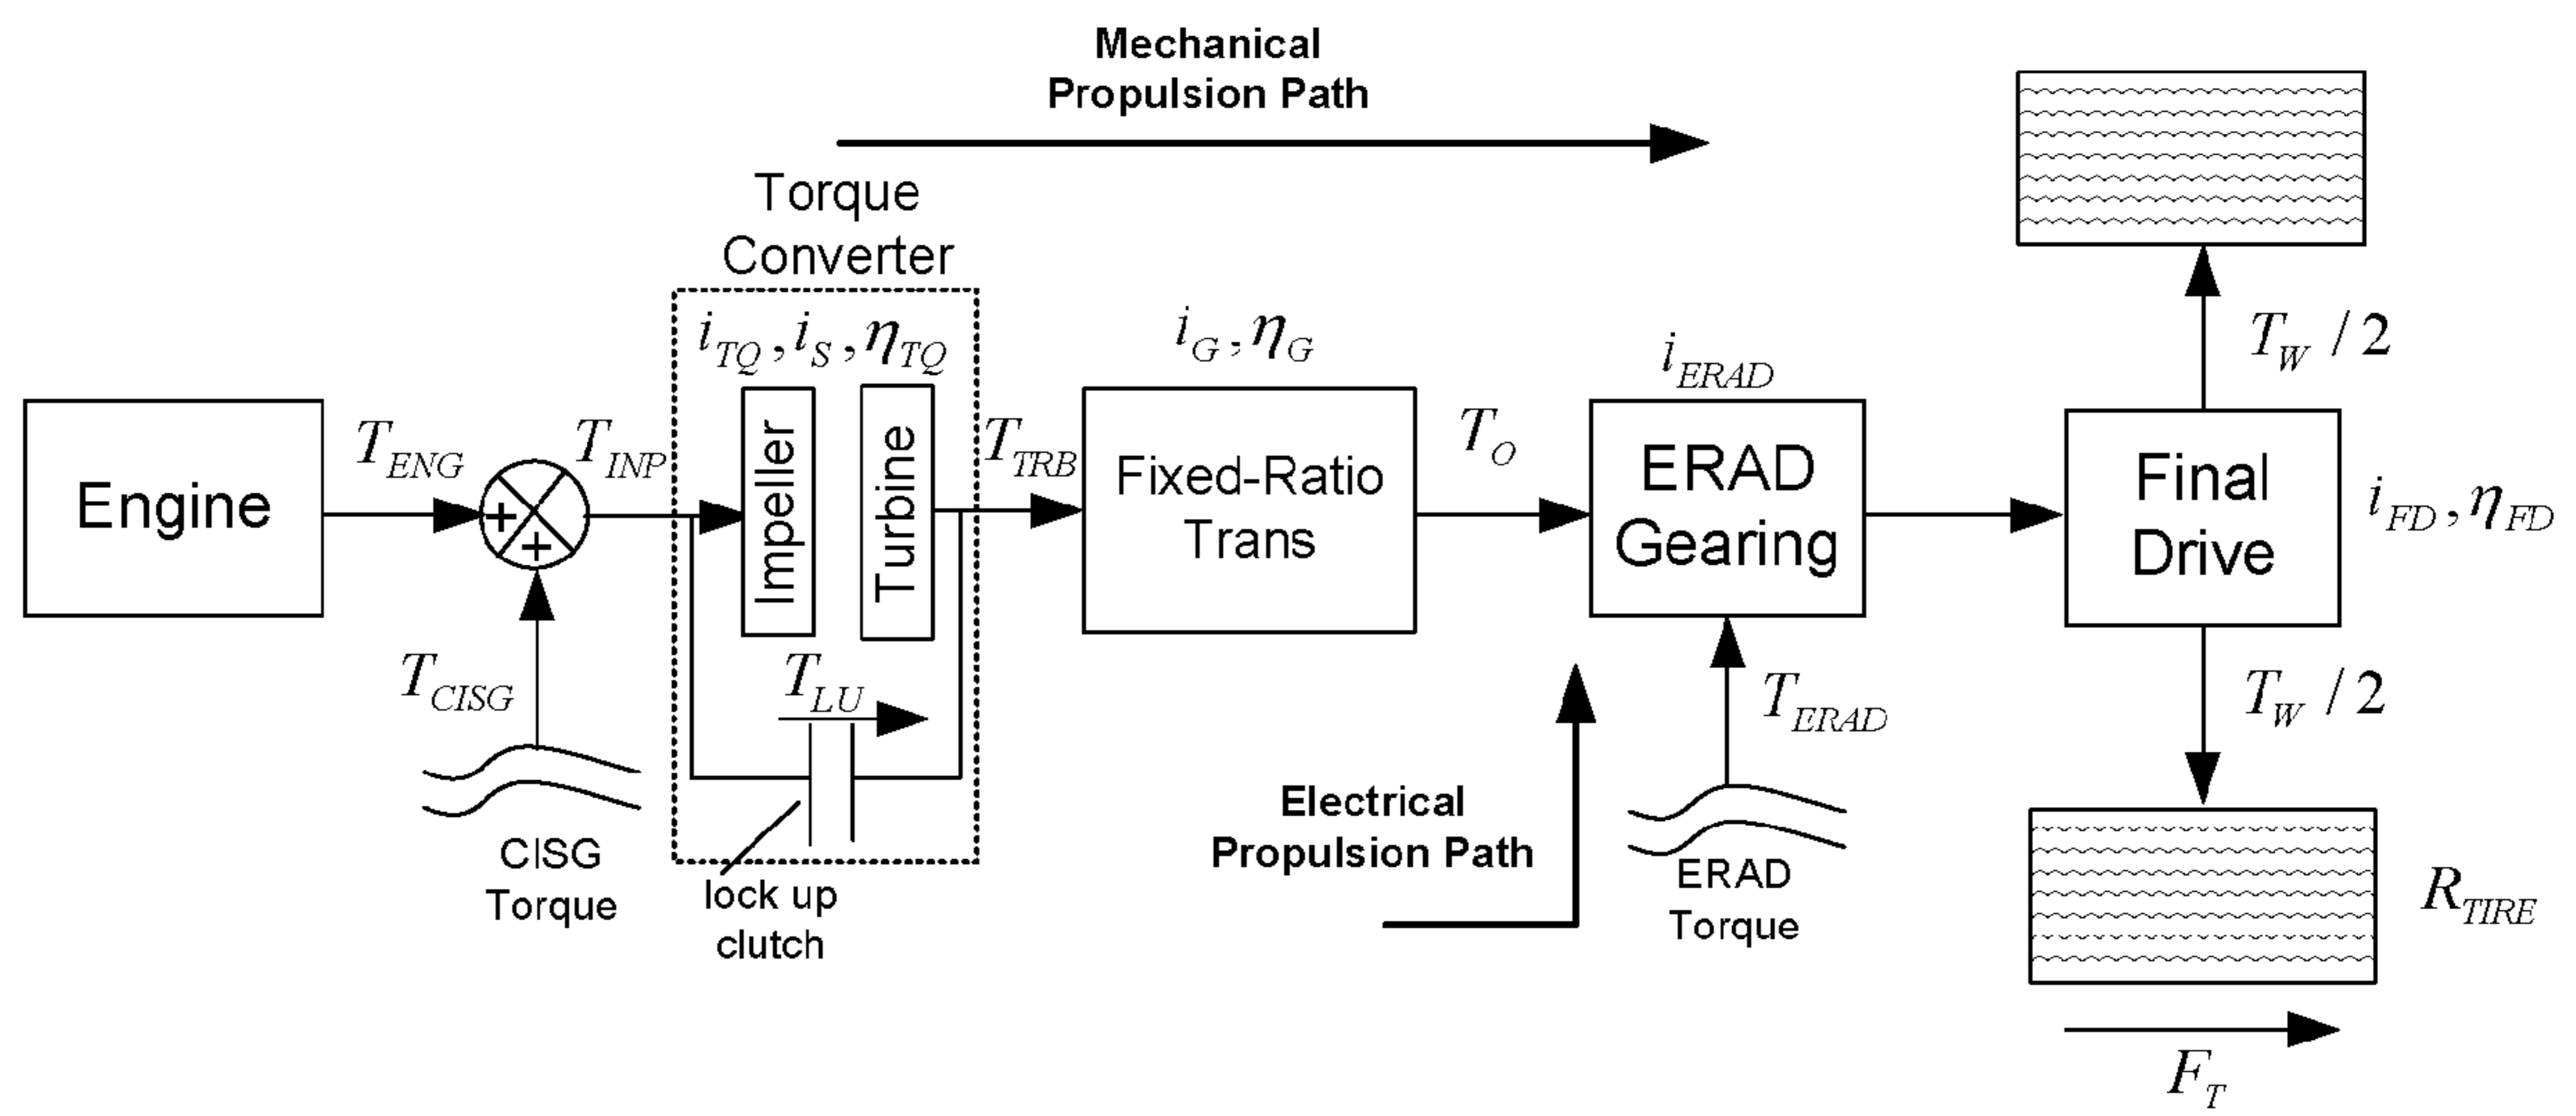 Mechanical
Propulsion Path
Torque
Converter
i_TQ, i_S, η_TQ
i_G, η_G
i_ERAD
T_W / 2
Engine
T_ENG
+
+
T_INP
Impeller
Turbine
T_TRB
Fixed-Ratio
Trans
T_O
ERAD
Gearing
Final
Drive
i_FD, η_FD
T_CISG
T_LU
T_ERAD
T_W / 2
CISG
Torque
lock up
clutch
Electrical
Propulsion Path
ERAD
Torque
R_TIRE
F_T